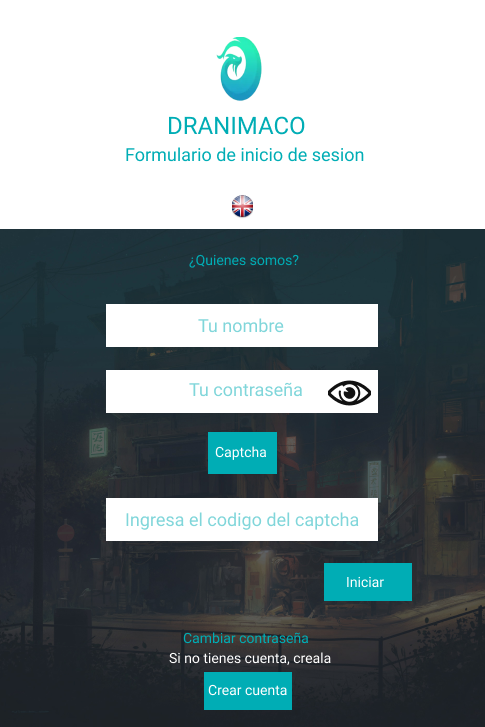 DRANIMACO
Formulario de inicio de sesion
¿Quienes somos?
Tu nombre
Tu contraseña
Captcha
Ingresa el codigo del captcha
Iniciar
Cambiar contraseña
Si no tienes cuenta, creala
Crear cuenta